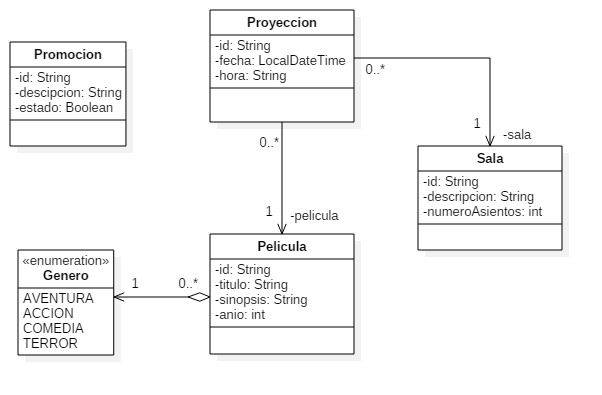 Promocion
-id: String
-descipcion: String
-estado: Boolean
Proyeccion
-id: String
-fecha: LocalDateTime
-hora: String
0..*
1
-sala
Sala
-id: String
-descripcion: String
-numeroAsientos: int
0..*
1
-pelicula
Pelicula
-id: String
-titulo: String
-sinopsis: String
-anio: int
0..*
1
«enumeration»
Genero
AVENTURA
ACCION
COMEDIA
TERROR